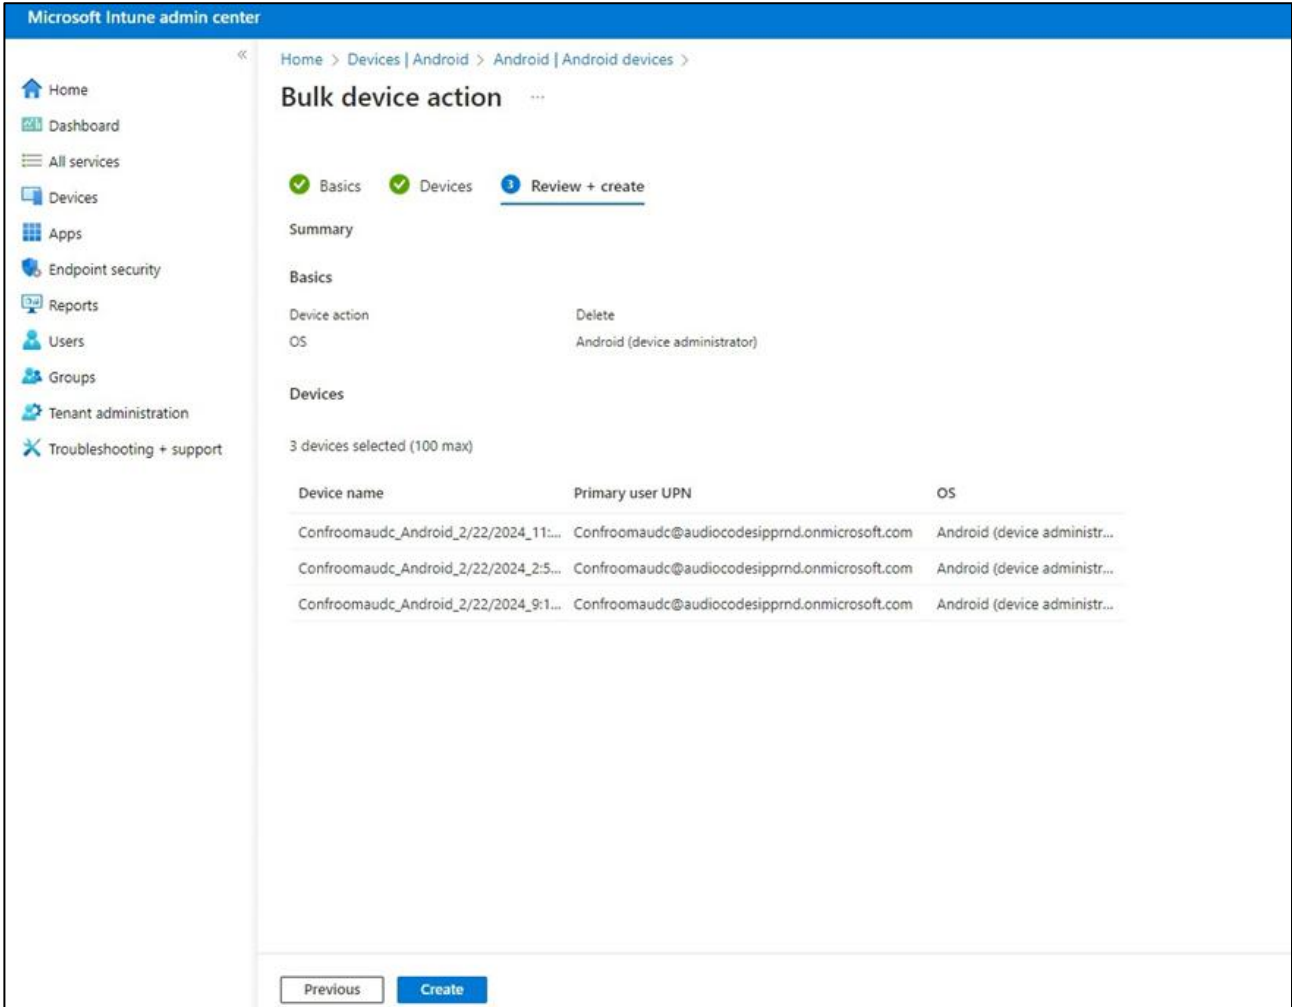 Microsoft Intune admin center
«
Home > Devices | Android > Android | Android devices >
Bulk device action ...
Home
Dashboard
All services
Devices
Apps
Endpoint security
Reports
Users
Groups
Tenant administration
Troubleshooting + support
Basics Devices 3 Review + create
Summary
Basics
Device action Delete
OS Android (device administrator)
Devices
3 devices selected (100 max)
Device name Primary user UPN OS
Confroomaudc_Android_2/22/2024_11:... Confroomaudc@audiocodesipprnd.onmicrosoft.com Android (device administr...
Confroomaudc_Android_2/22/2024_2:5... Confroomaudc@audiocodesipprnd.onmicrosoft.com Android (device administr...
Confroomaudc_Android_2/22/2024_9:1... Confroomaudc@audiocodesipprnd.onmicrosoft.com Android (device administr...
Previous Create